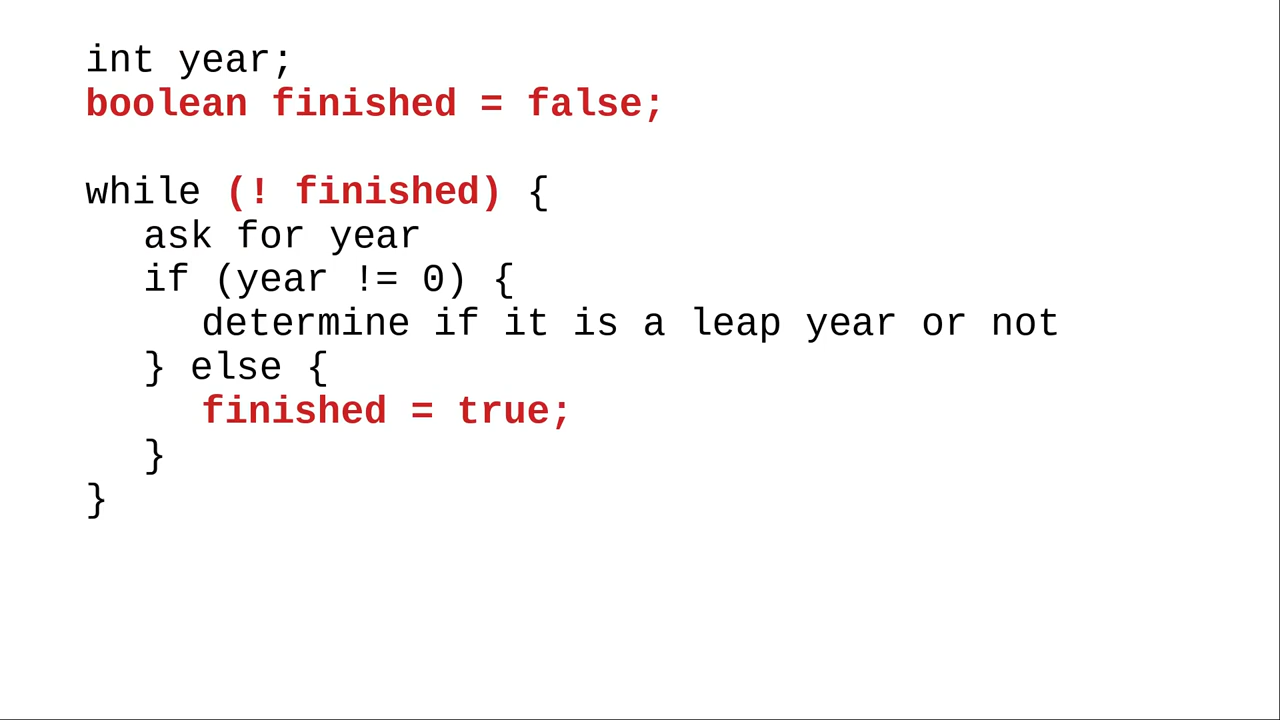 int year;
boolean finished = false;
while (! finished) {
ask for year
if (year != 0) {
determine if it is a leap year or not
} else {
finished = true;
}
}